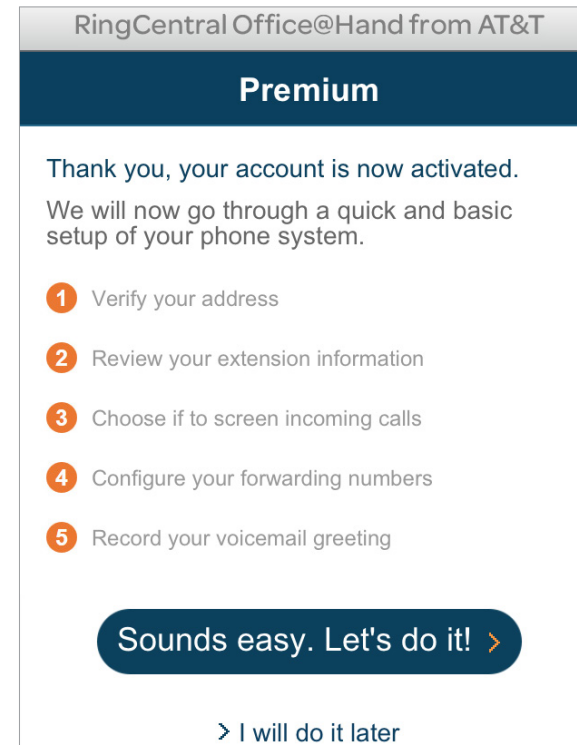 RingCentral Office@Hand from AT&T
Premium
Thank you, your account is now activated.
We will now go through a quick and basic
setup of your phone system.
1 Verify your address
2 Review your extension information
3 Choose if to screen incoming calls
4 Configure your forwarding numbers
5 Record your voicemail greeting
Sounds easy. Let's do it! >
> I will do it later